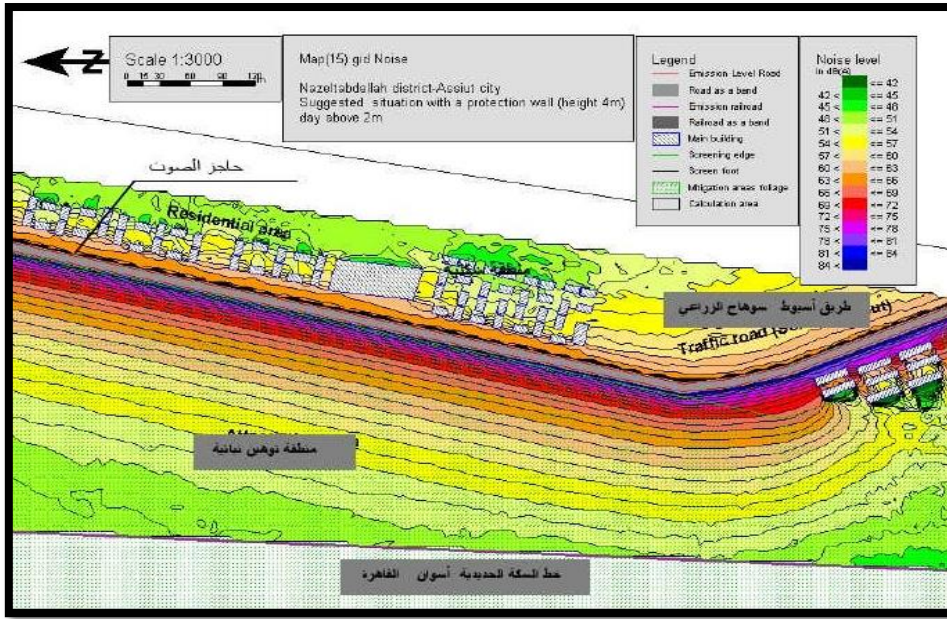 Z
Scale 1:3000
0 15 30 60 90 120
m
Map(15) gird Noise
Nazeltabdellah district-Assiut city
Suggested situation with a protection wall (height 4m)
day above 2m
Legend
Emission Level Road
Road as a band
Emission railroad
Railroad as a band
Main building
Screening edge
Screen foot
Mitigation areas foliage
Calculation area
Noise level
in dB(A)
<= 42
42 < <= 45
45 < <= 48
48 < <= 51
51 < <= 54
54 < <= 57
57 < <= 60
60 < <= 63
63 < <= 66
66 < <= 69
69 < <= 72
72 < <= 75
75 < <= 78
78 < <= 81
81 < <= 84
84 <
حاجز الصوت
Residential area
منطقة سكنية
طريق أسيوط سوهاج الزراعي
Traffic road
منطقة توهين نباتية
خط السكة الحديدية أسوان القاهرة